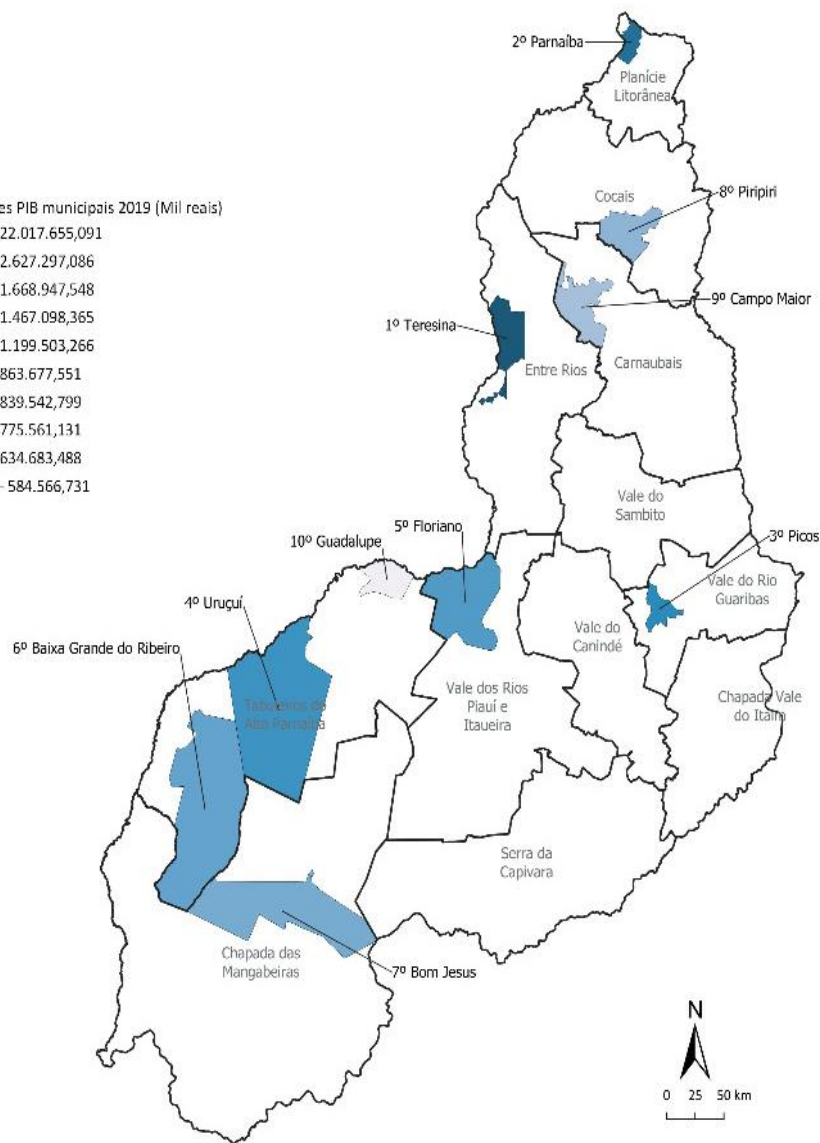 2º Parnaíba
Planície
Litorânea
es PIB municipais 2019 (Mil reais)
22.017.655,091
2.627.297,086
1.668.947,548
1.467.098,365
1.199.503,266
863.677,551
839.542,799
775.561,131
634.683,488
- 584.566,731
Cocais
8º Piripiri
9º Campo Maior
1º Teresina
Entre Rios
Carnaubais
Vale do
Sambito
5º Floriano
10º Guadalupe
3º Picos
4º Uruçuí
Vale do Rio
Guaribas
6º Baixa Grande do Ribeiro
Vale do
Canindé
Vale dos Rios
Piauí e
Itaueira
Chapada Vale
do Itaim
Tabuleiros do
Alto Parnaíba
Serra da
Capivara
Chapada das
Mangabeiras
7º Bom Jesus
N
0 25 50 km